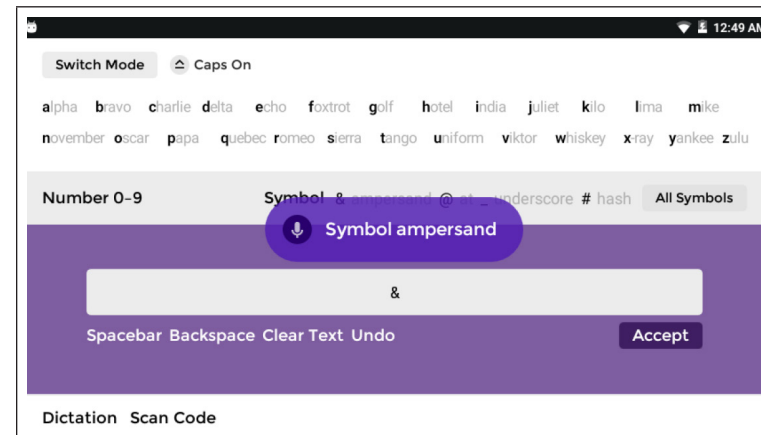 12:49 AM
Switch Mode Caps On
alpha bravo charlie delta echo foxtrot golf hotel india juliet kilo lima mike
november oscar papa quebec romeo sierra tango uniform viktor whiskey x-ray yankee zulu
Number 0-9 Symbol & ampersand @ at _ underscore # hash All Symbols
Symbol ampersand
&
Spacebar Backspace Clear Text Undo Accept
Dictation Scan Code